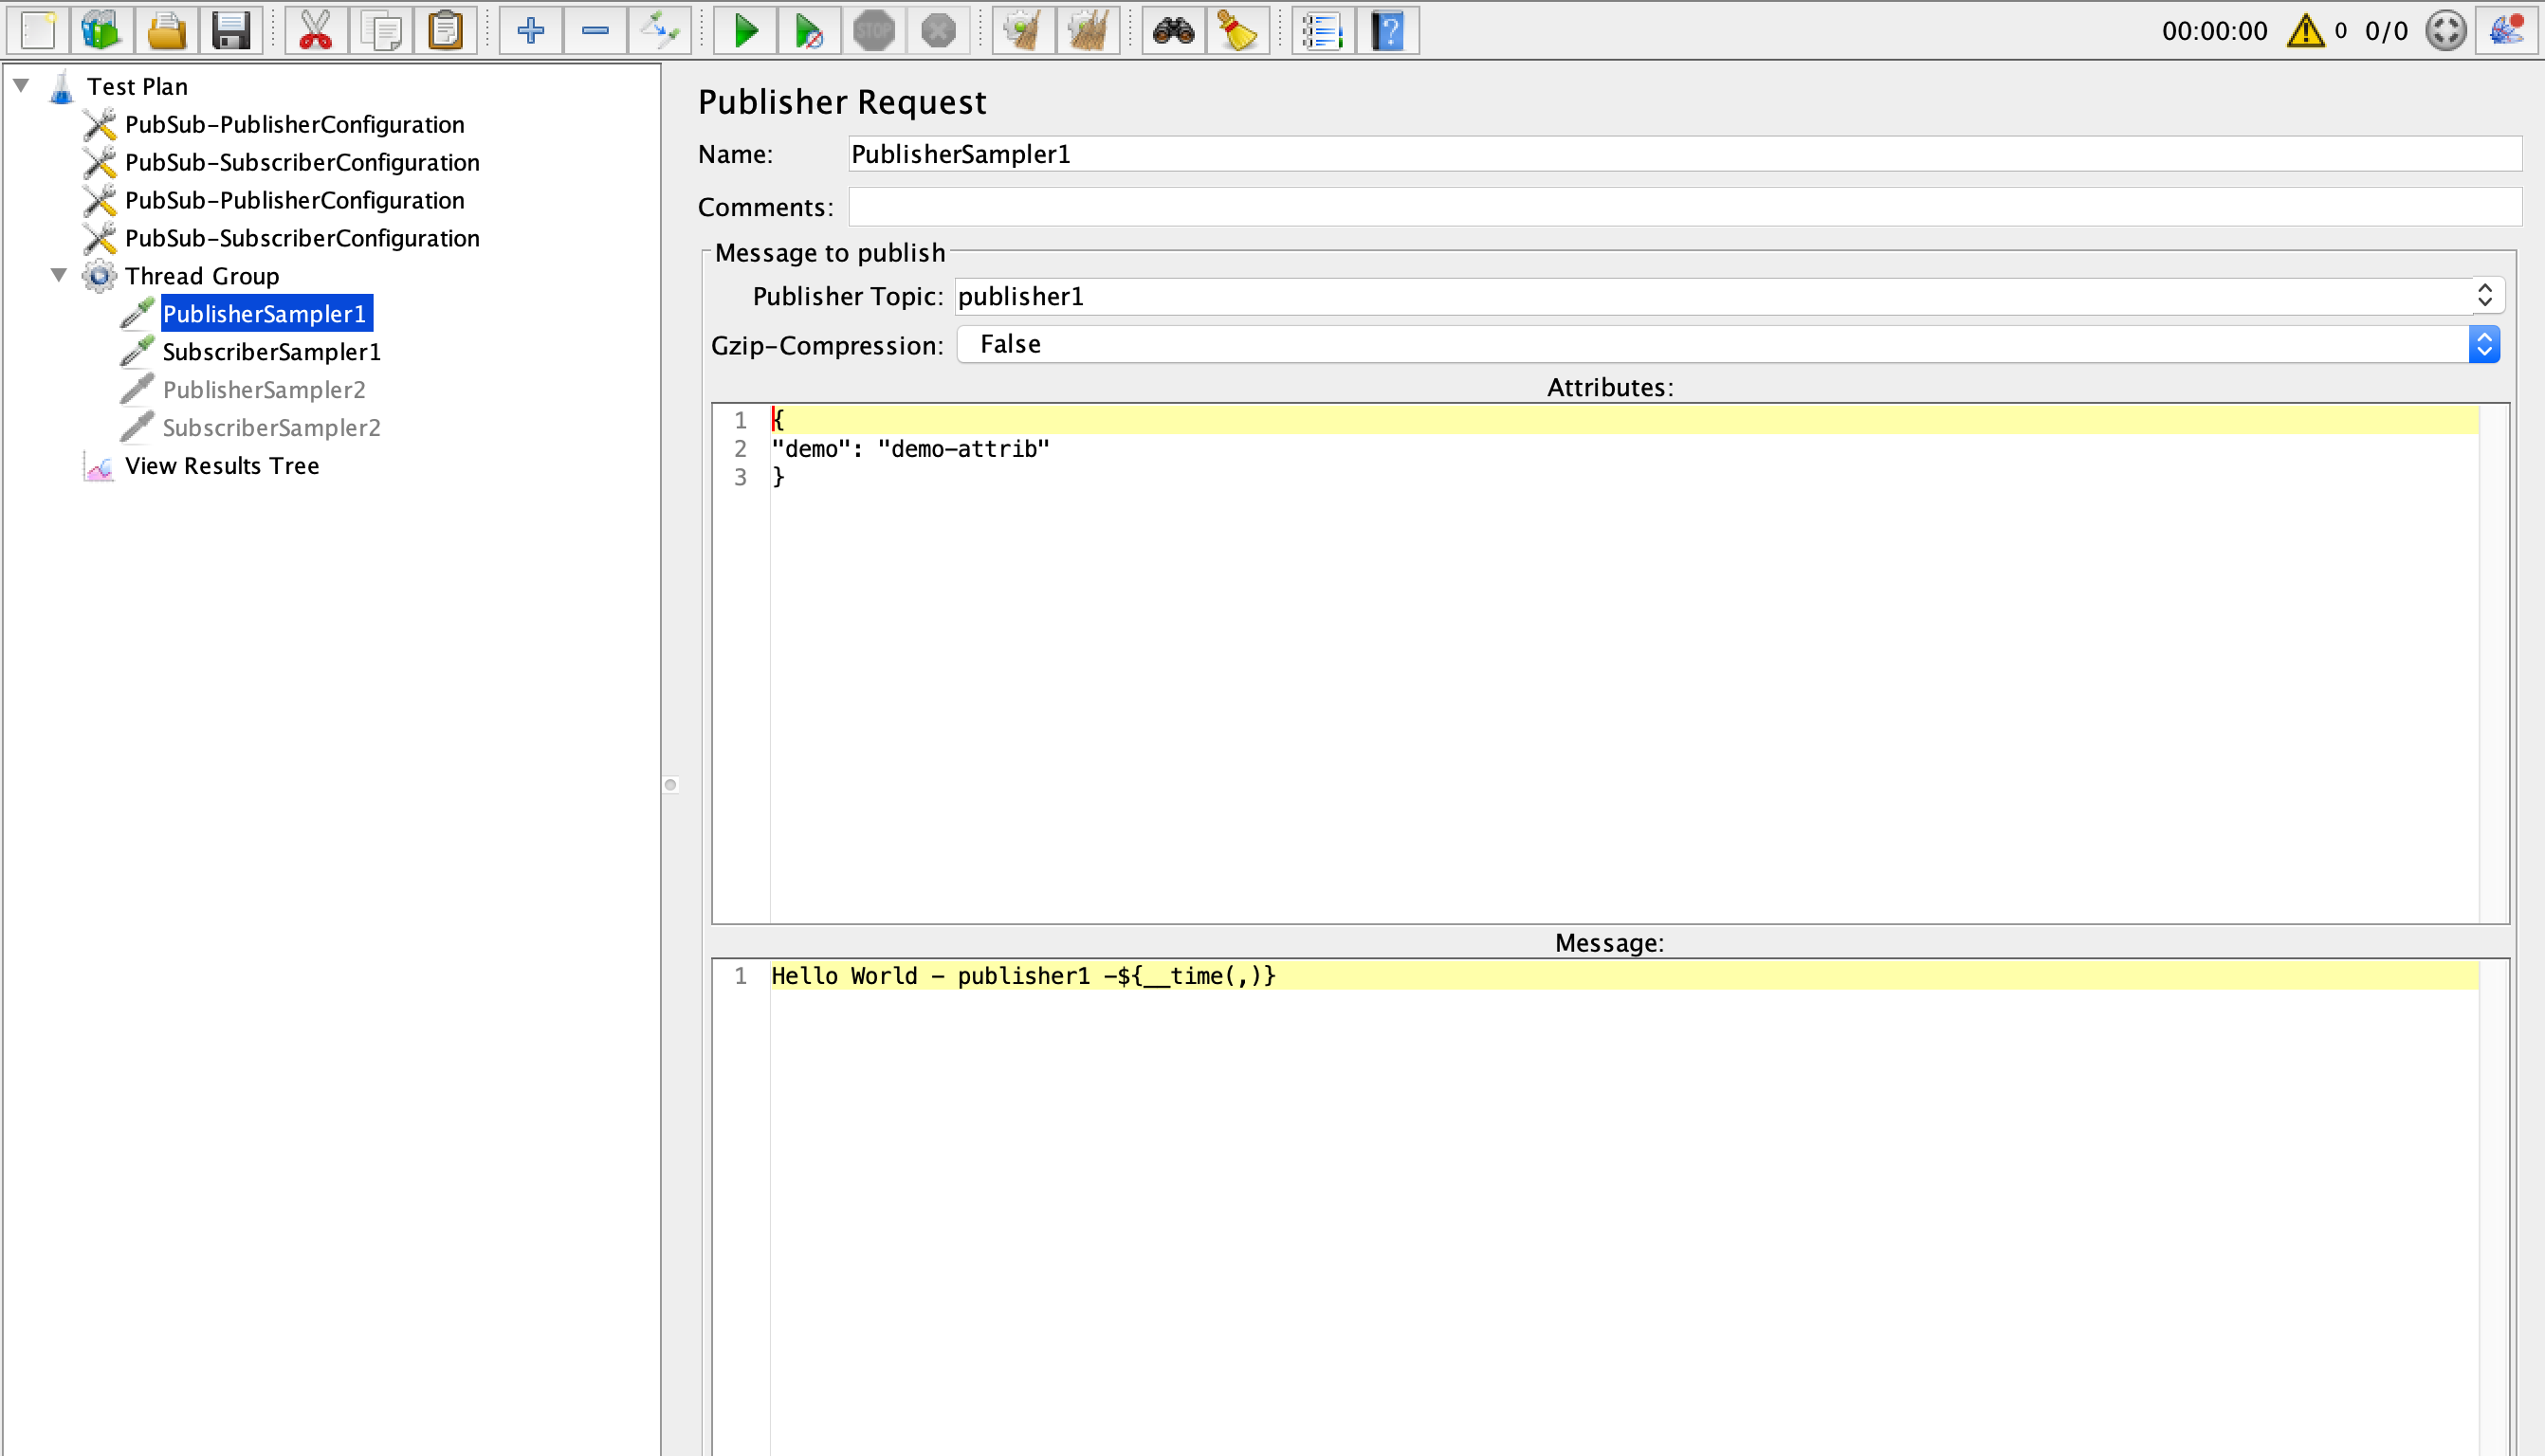 STOP
00:00:00
0
0/0
Test Plan
PubSub-PublisherConfiguration
PubSub-SubscriberConfiguration
PubSub-PublisherConfiguration
PubSub-SubscriberConfiguration
Thread Group
PublisherSampler1
SubscriberSampler1
PublisherSampler2
SubscriberSampler2
View Results Tree
Publisher Request
Name: PublisherSampler1
Comments:
Message to publish
Publisher Topic: publisher1
Gzip-Compression: False
Attributes:
1 {
2 "demo": "demo-attrib"
3 }
Message:
1 Hello World - publisher1 -${__time(,)}